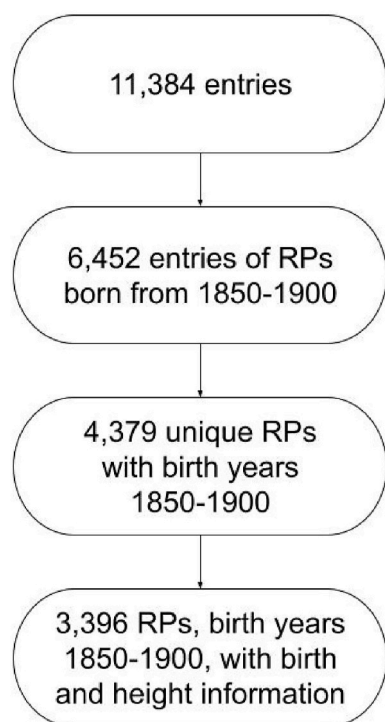 11,384 entries
6,452 entries of RPs
born from 1850-1900
4,379 unique RPs
with birth years
1850-1900
3,396 RPs, birth years
1850-1900, with birth
and height information